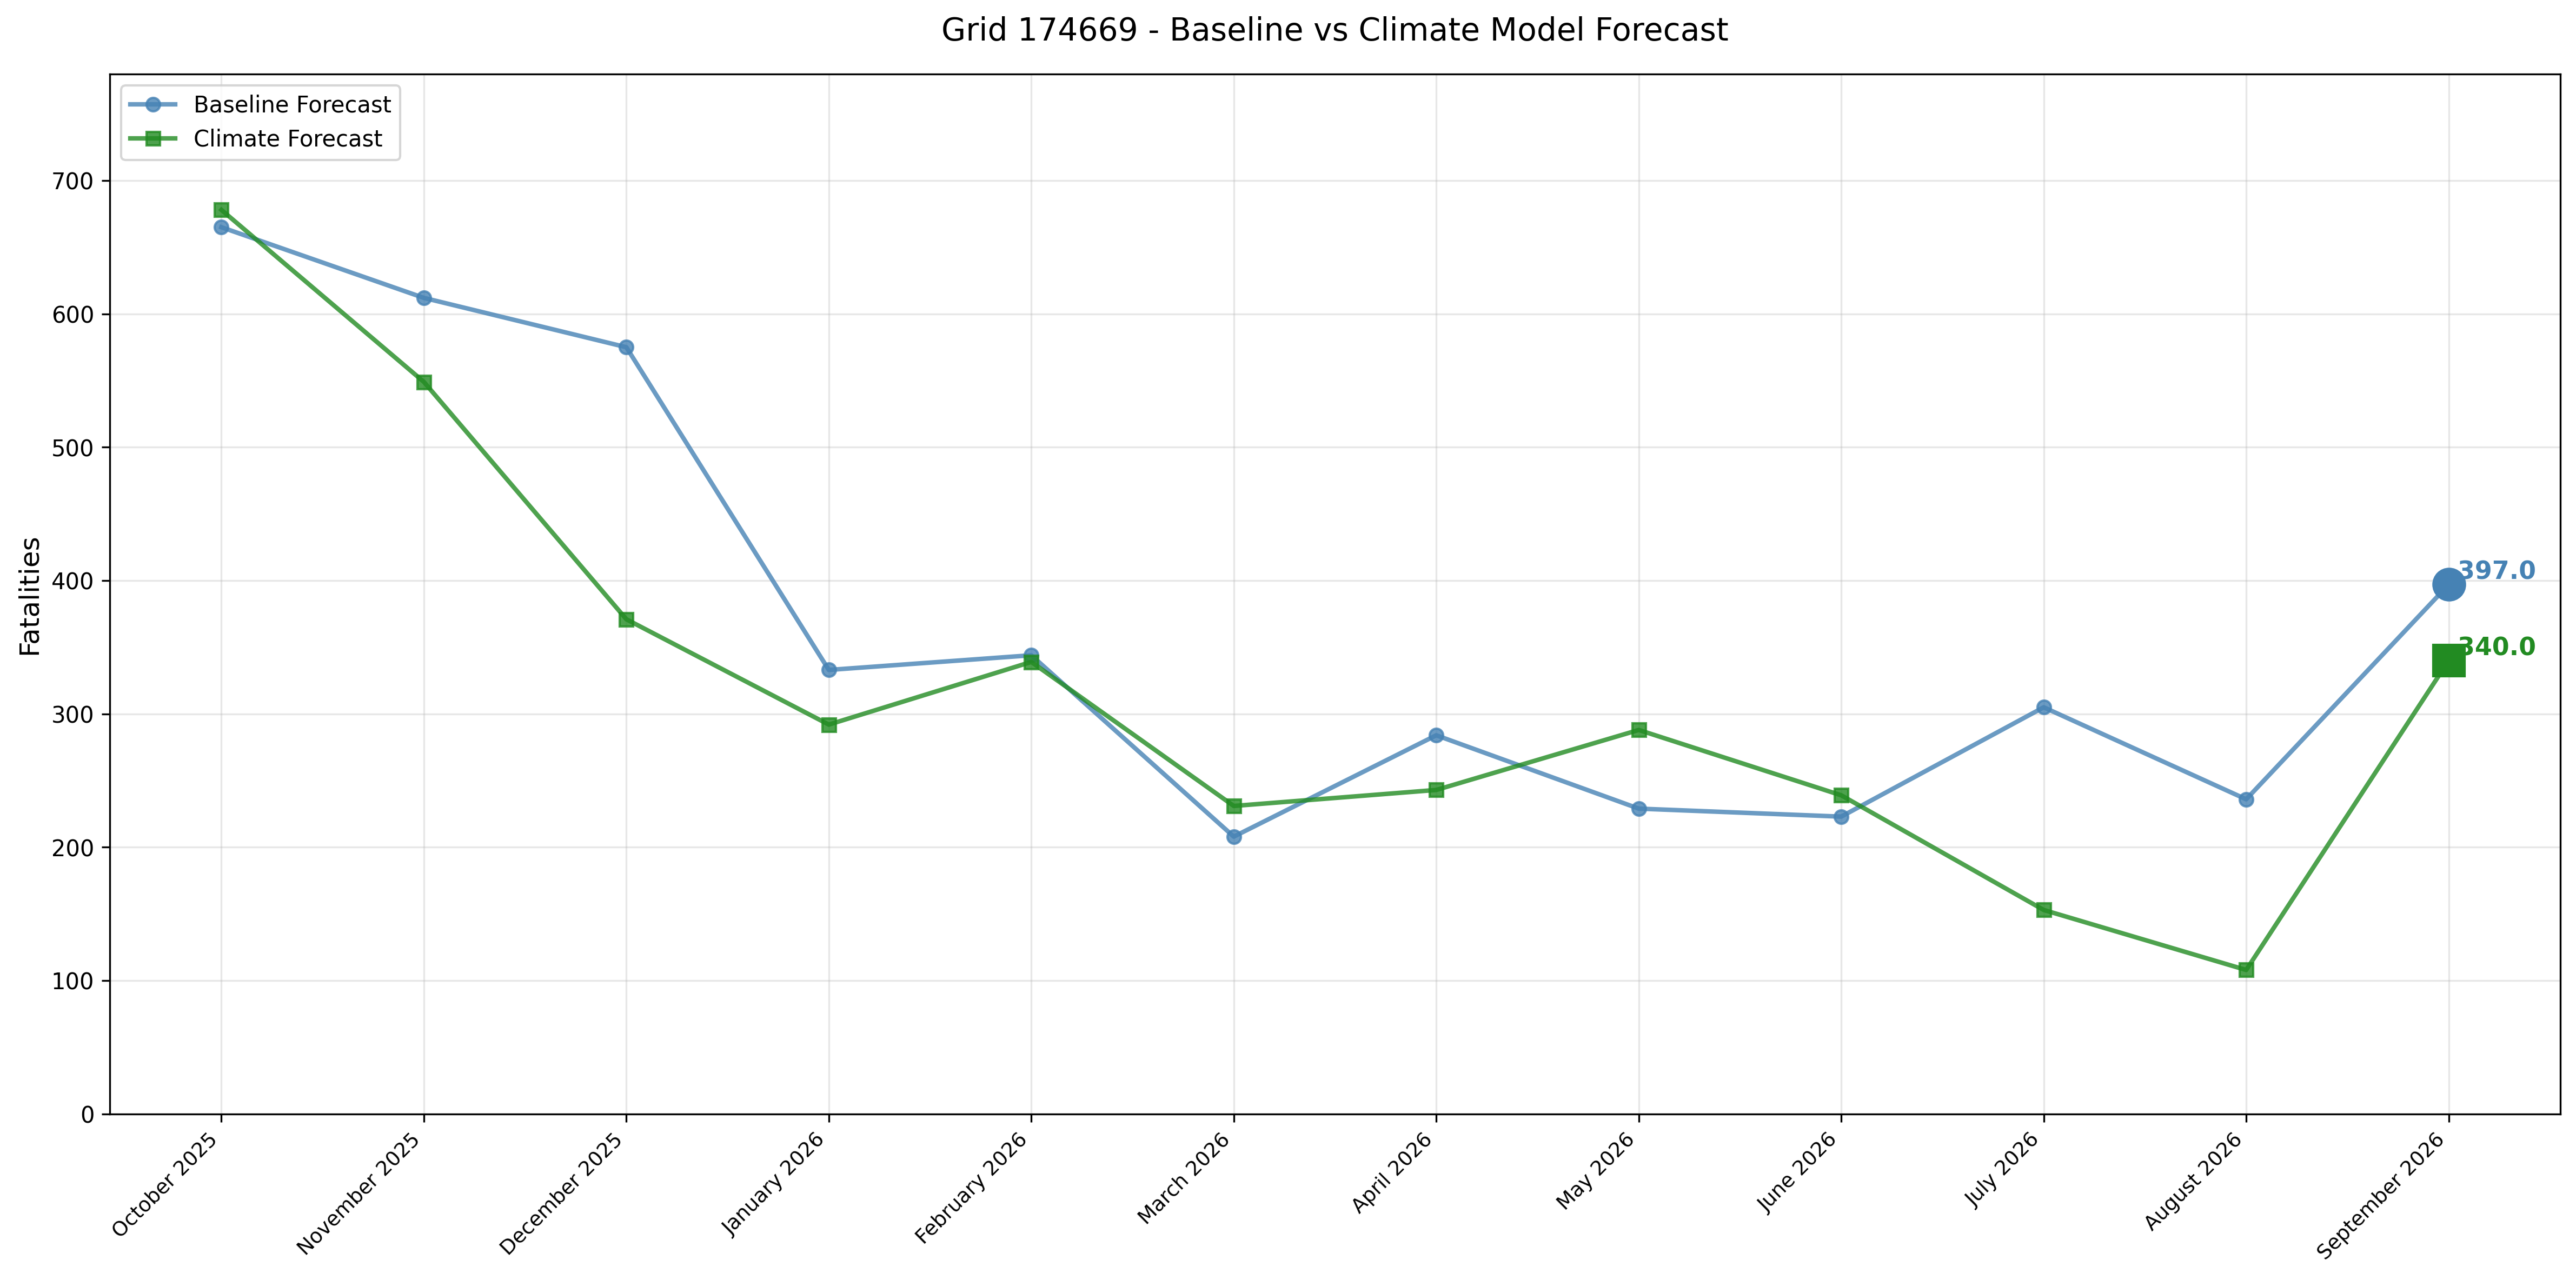 Grid 174669 - Baseline vs Climate Model Forecast
Baseline Forecast
Climate Forecast
Fatalities
700
600
500
400
300
200
100
0
397.0
340.0
October 2025
November 2025
December 2025
January 2026
February 2026
March 2026
April 2026
May 2026
June 2026
July 2026
August 2026
September 2026